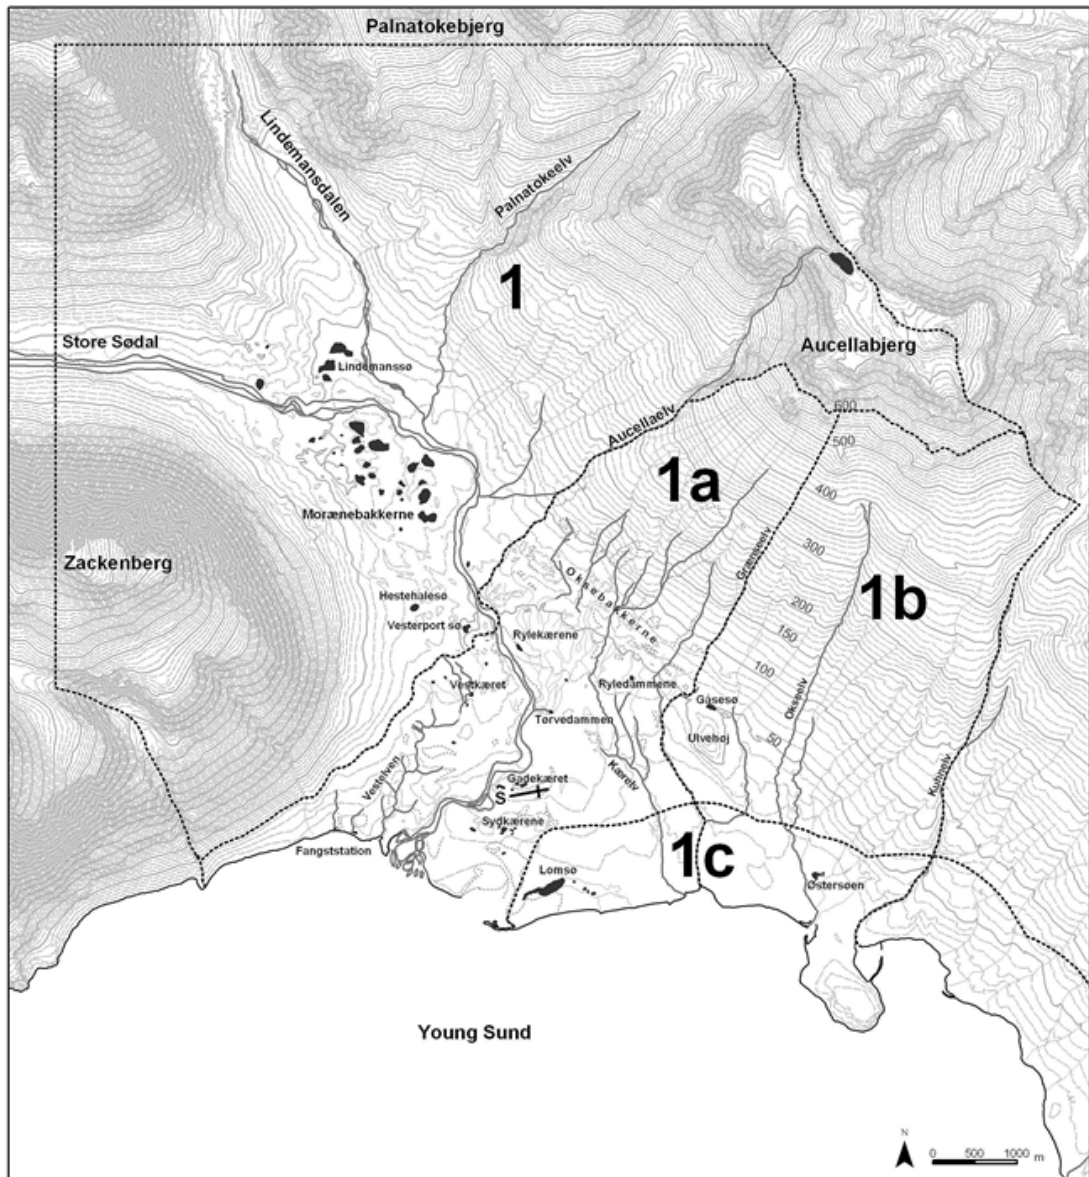 Palnatokebjerg
Lindemansdalen
Palnatokeelv
1
Store Sødal
Lindemanssø
Aucellabjerg
Aucellaelv
600
500
1a
400
Morænebakkerne
Zackenberg
300
Grænseelv
1b
Oksebakkerne
Hestehalesø
200
Vesterport sø
Rylekærene
150
100
Vestkæret
Ryledammene
Gåsesø
Okseelv
Tørvedammen
Ulvehøj
50
Vestelven
Kærelv
Kuhnelv
Gadekæret
Sydkærene
Fangststation
1c
Lomsø
Østersøen
Young Sund
N
0 500 1000 m